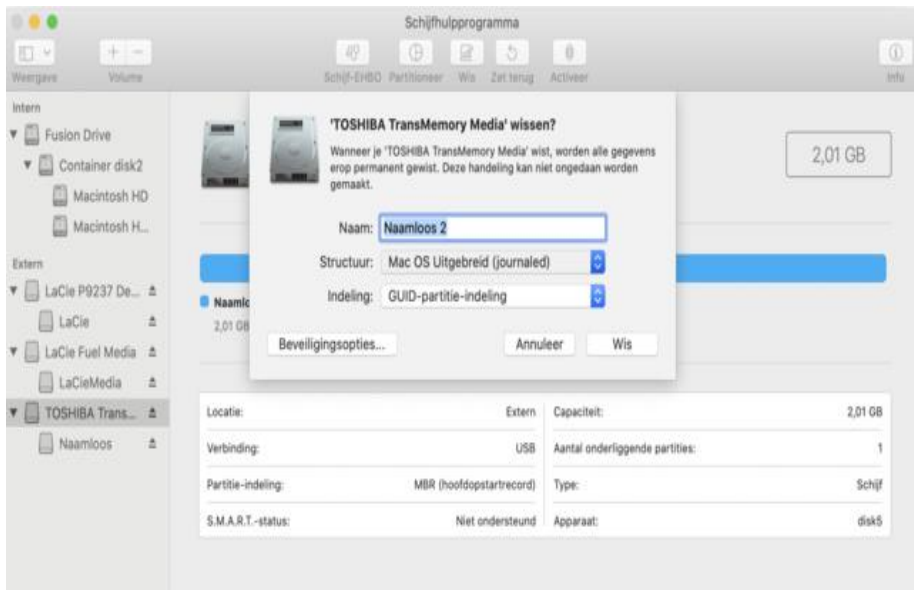 Schijfhulpprogramma
Weergave Volume Schijf-EHBO Partitioneer Wis Zet terug Activeer Info
Intern
Fusion Drive
Container disk2
Macintosh HD
Macintosh H...
Extern
LaCie P9237 De...
LaCie
LaCie Fuel Media
LaCieMedia
TOSHIBA Trans...
Naamloos
'TOSHIBA TransMemory Media' wissen?
Wanneer je 'TOSHIBA TransMemory Media' wist, worden alle gegevens
erop permanent gewist. Deze handeling kan niet ongedaan worden
gemaakt.
Naam: Naamloos 2
Structuur: Mac OS Uitgebreid (journaled)
Indeling: GUID-partitie-indeling
Beveiligingsopties... Annuleer Wis
2,01 GB
Naamlo
2,01 GB
Locatie: Extern Capaciteit: 2,01 GB
Verbinding: USB Aantal onderliggende partities: 1
Partitie-indeling: MBR (hoofdopstartrecord) Type: Schijf
S.M.A.R.T.-status: Niet ondersteund Apparaat: disk5